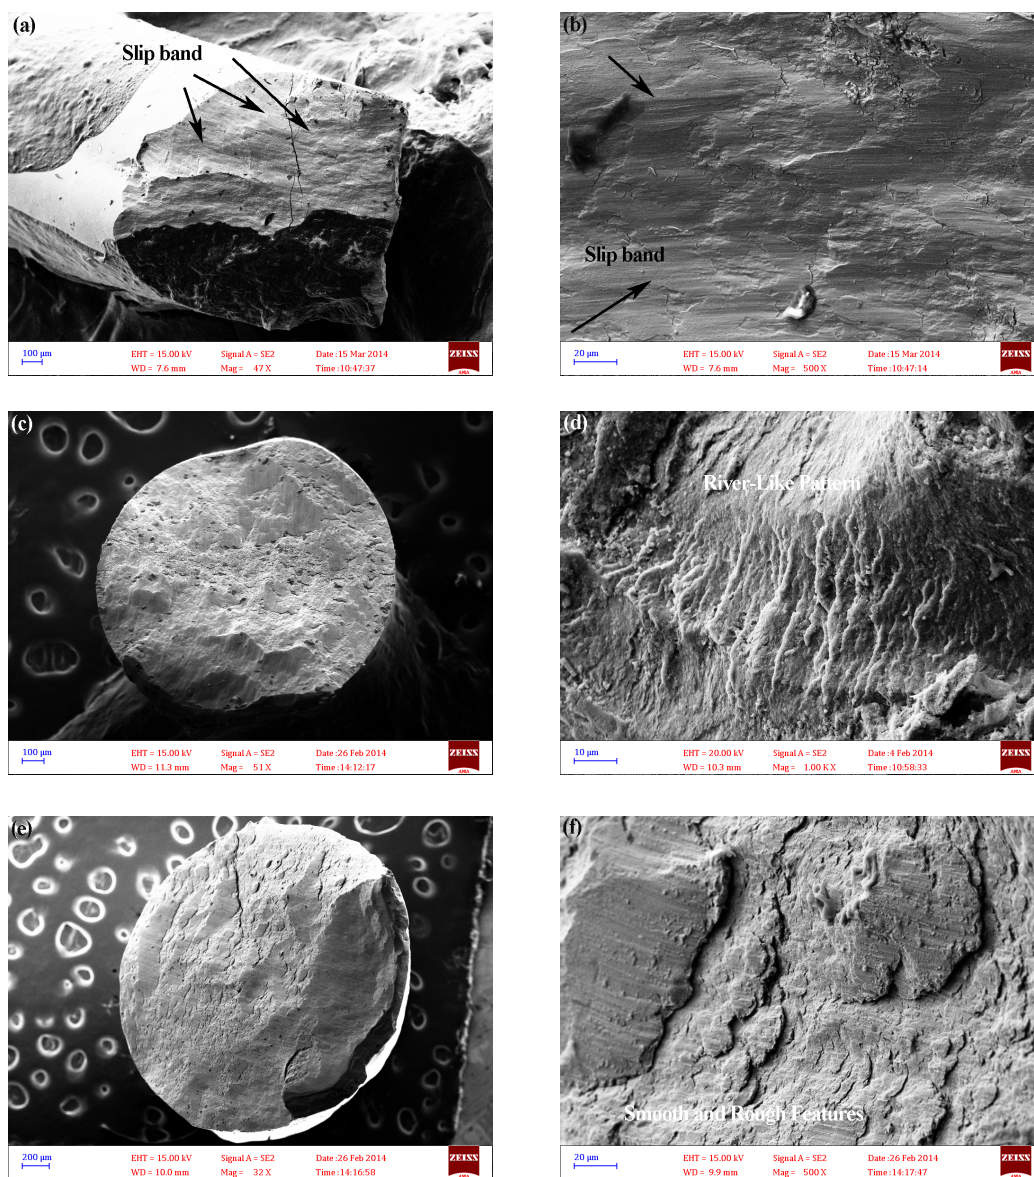 (a)
Slip band
100 µm
EHT = 15.00 kV Signal A = SE2 Date :15 Mar 2014
WD = 7.6 mm Mag = 47 X Time :10:47:37
ZEISS
(b)
Slip band
20 µm
EHT = 15.00 kV Signal A = SE2 Date :15 Mar 2014
WD = 7.6 mm Mag = 500 X Time :10:47:14
ZEISS
(c)
100 µm
EHT = 15.00 kV Signal A = SE2 Date :26 Feb 2014
WD = 11.3 mm Mag = 51 X Time :14:12:17
ZEISS
(d)
River-Like Pattern
10 µm
EHT = 20.00 kV Signal A = SE2 Date :4 Feb 2014
WD = 10.3 mm Mag = 1.00 K X Time :10:58:33
ZEISS
(e)
200 µm
EHT = 15.00 kV Signal A = SE2 Date :26 Feb 2014
WD = 10.0 mm Mag = 32 X Time :14:16:58
ZEISS
(f)
Smooth and Rough Features
20 µm
EHT = 15.00 kV Signal A = SE2 Date :26 Feb 2014
WD = 9.9 mm Mag = 500 X Time :14:17:47
ZEISS